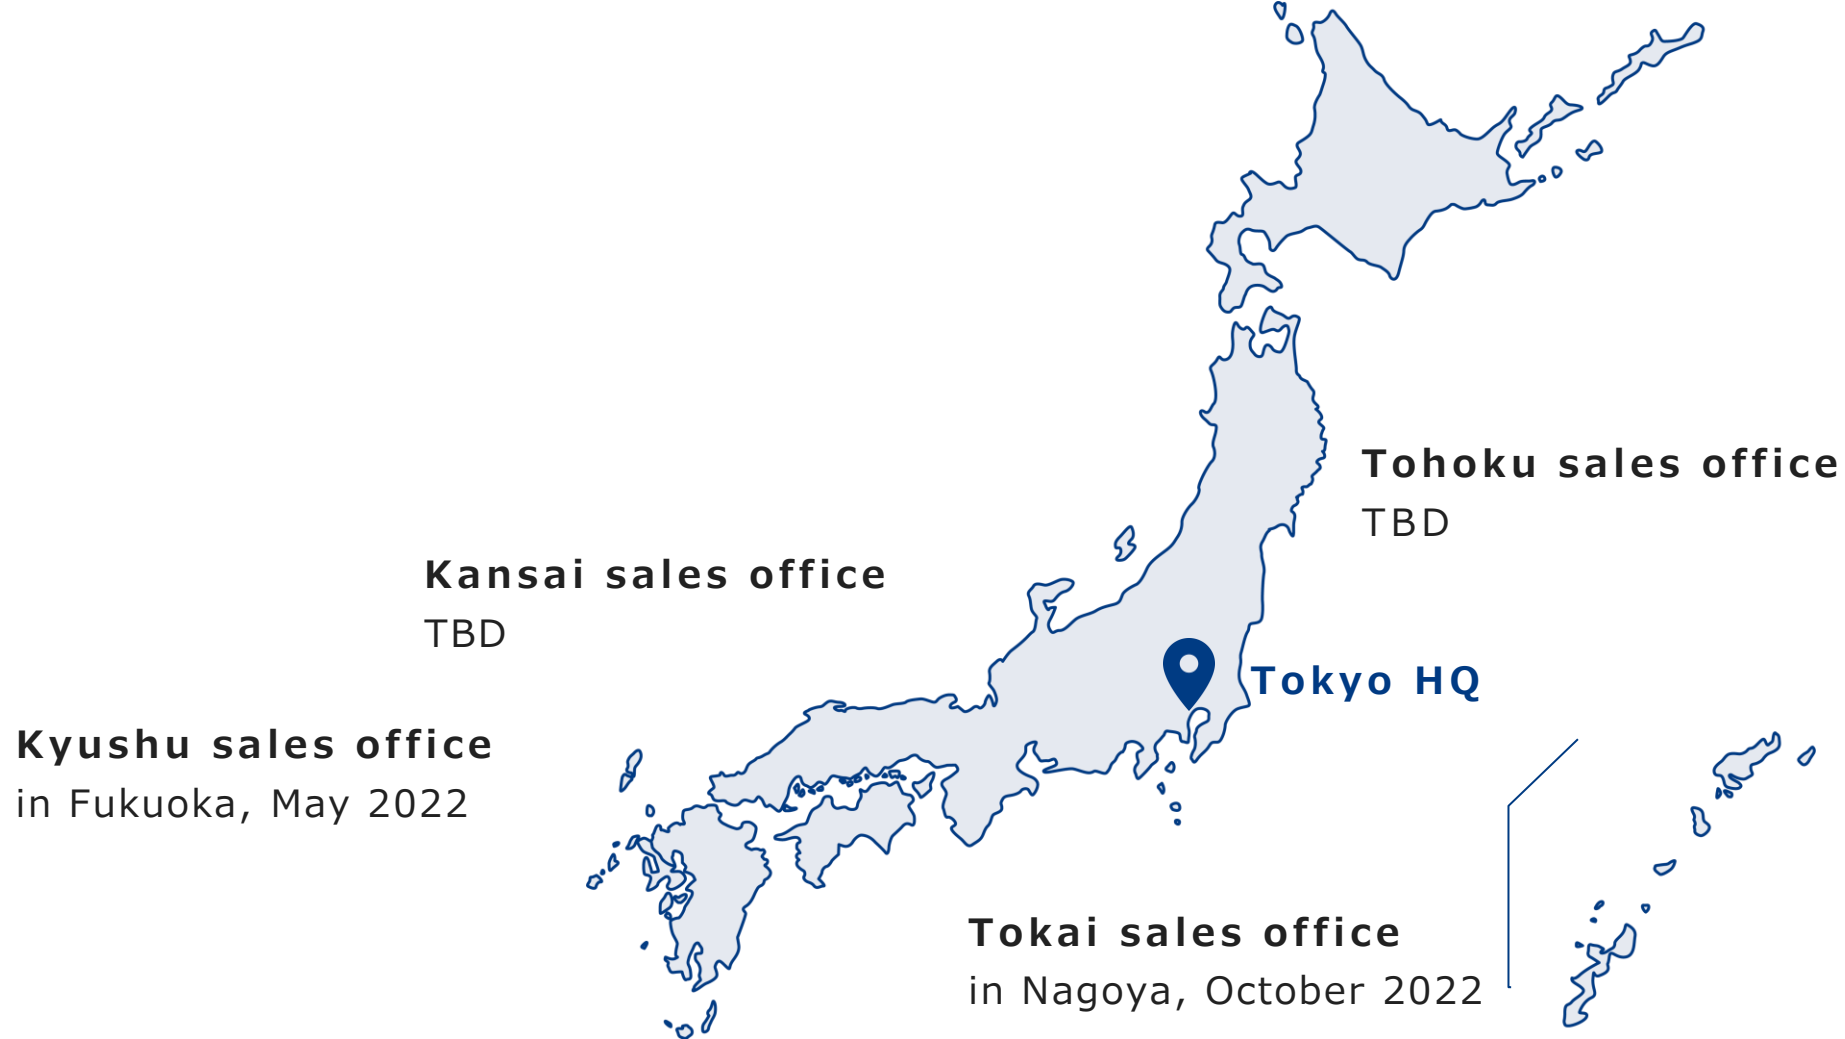 Tohoku sales office
TBD
Kansai sales office
TBD
Tokyo HQ
Kyushu sales office
in Fukuoka, May 2022
Tokai sales office
in Nagoya, October 2022